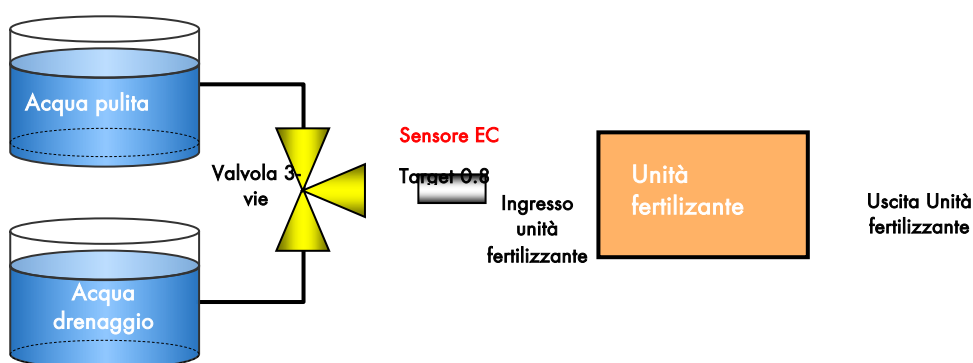 Acqua pulita
Sensore EC
Valvola 3-
vie
Target 0.8
Unità
fertilizante
Ingresso
unità
fertilizzante
Uscita Unità
fertilizzante
Acqua
drenaggio